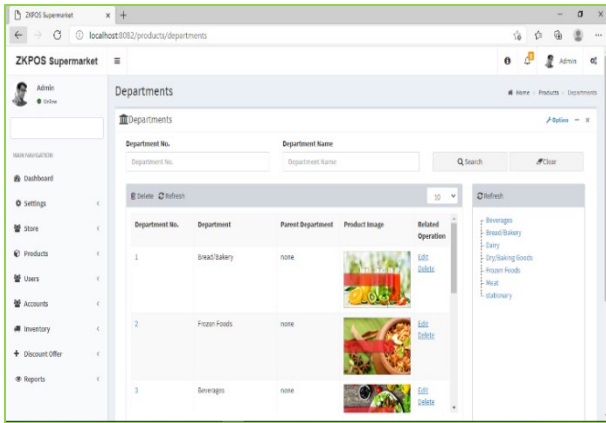 ZKPOS Supermarket
localhost:8082/products/departments
ZKPOS Supermarket
Admin
Admin
Online
Departments
Home > Products > Departments
Departments
Option
Department No.
Department Name
Department No.
Department Name
Search
Clear
MAIN NAVIGATION
Dashboard
Settings
Store
Products
Users
Accounts
Inventory
Discount Offer
Reports
Delete Refresh
10
Refresh
Department No. Department Parent Department Product Image Related Operation
1 Bread/Bakery none Edit
Delete
2 Frozen Foods none Edit
Delete
3 Beverages none Edit
Delete
Beverages
Bread/Bakery
Dairy
Dry/Baking Goods
Frozen Foods
Meat
stationary